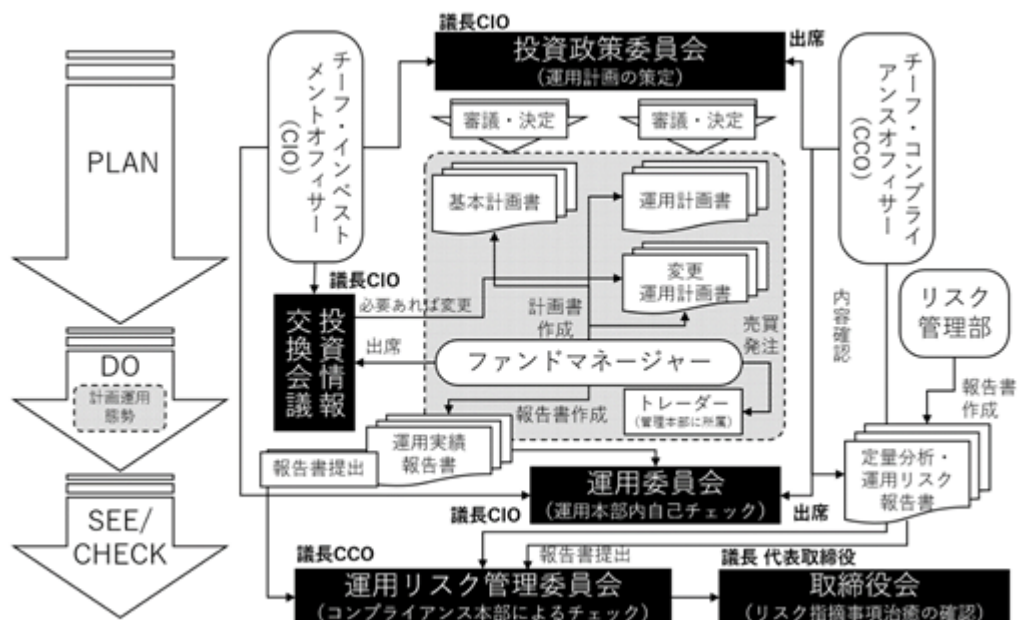 議長CIO
投資政策委員会
(運用計画の策定)
出席
チーフ・インベスト
メントオフィサー
(CIO)
チーフ・コンプライ
アンスオフィサー
(CCO)
PLAN
審議・決定
審議・決定
基本計画書
運用計画書
変更
運用計画書
議長CIO
必要あれば変更
計画書
作成
売買
発注
内容確認
リスク
管理部
投資情報
交換会議
出席
ファンドマネージャー
DO
計画運用
態勢
報告書作成
トレーダー
(管理本部に所属)
報告書
作成
運用実績
報告書
報告書提出
定量分析・
運用リスク
報告書
運用委員会
(運用本部内自己チェック)
議長CIO
出席
SEE/
CHECK
議長CCO
報告書提出
議長 代表取締役
運用リスク管理委員会
(コンプライアンス本部によるチェック)
取締役会
(リスク指摘事項治癒の確認)